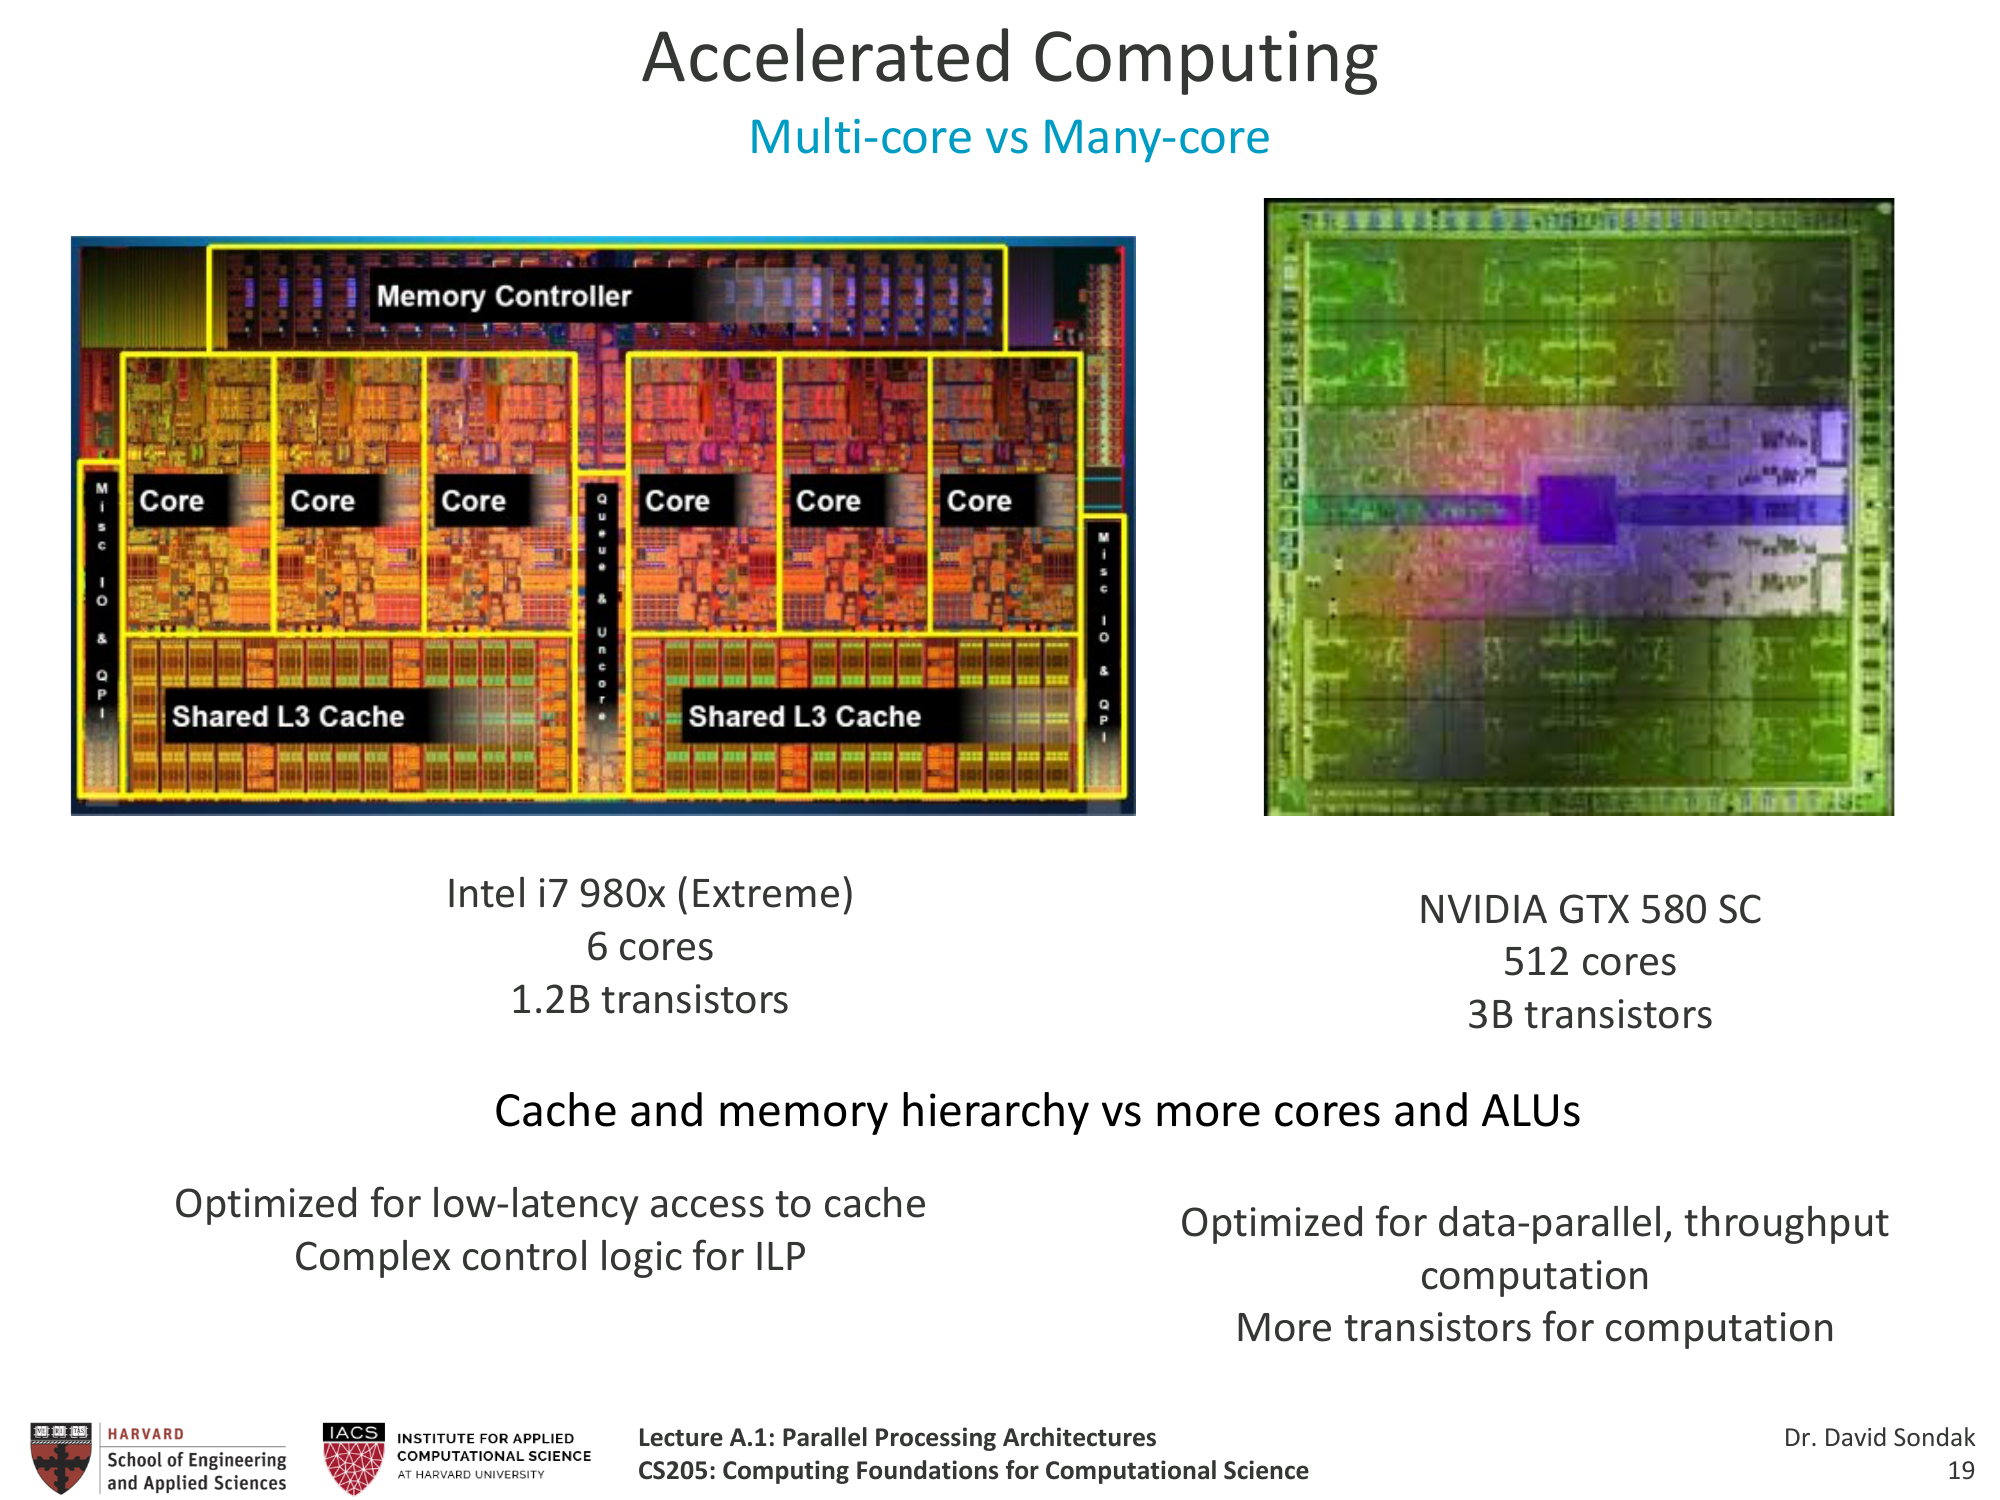 Accelerated Computing
Multi-core vs Many-core
Memory Controller
Core
Core
Core
Core
Core
Core
Misc IO & QPI
Queue & Uncore
Misc IO & QPI
Shared L3 Cache
Shared L3 Cache
Intel i7 980x (Extreme)
6 cores
1.2B transistors
NVIDIA GTX 580 SC
512 cores
3B transistors
Cache and memory hierarchy vs more cores and ALUs
Optimized for low-latency access to cache
Complex control logic for ILP
Optimized for data-parallel, throughput
computation
More transistors for computation
HARVARD
School of Engineering
and Applied Sciences
IACS
INSTITUTE FOR APPLIED
COMPUTATIONAL SCIENCE
AT HARVARD UNIVERSITY
Lecture A.1: Parallel Processing Architectures
CS205: Computing Foundations for Computational Science
Dr. David Sondak
19